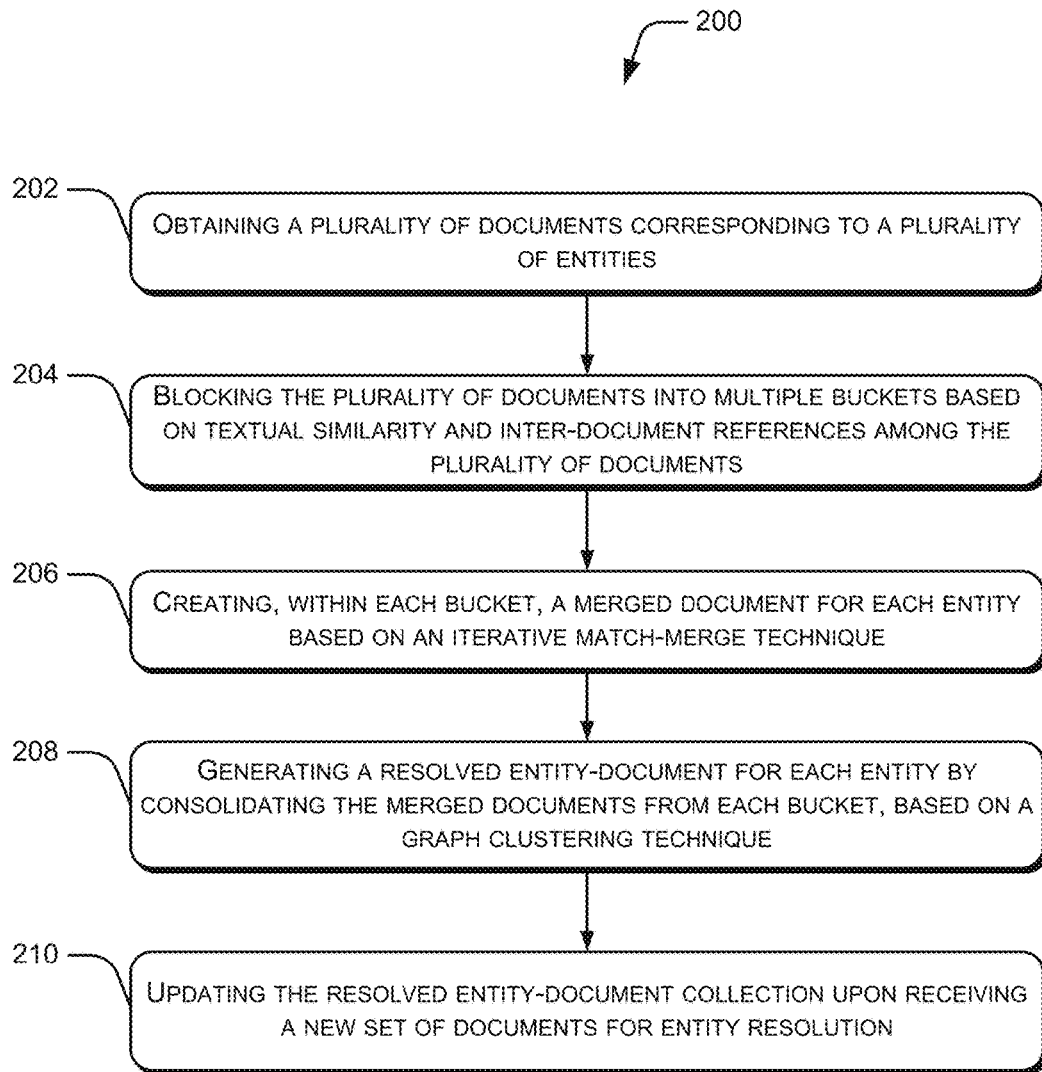 200
202
OBTAINING A PLURALITY OF DOCUMENTS CORRESPONDING TO A PLURALITY
OF ENTITIES
204
BLOCKING THE PLURALITY OF DOCUMENTS INTO MULTIPLE BUCKETS BASED
ON TEXTUAL SIMILARITY AND INTER-DOCUMENT REFERENCES AMONG THE
PLURALITY OF DOCUMENTS
206
CREATING, WITHIN EACH BUCKET, A MERGED DOCUMENT FOR EACH ENTITY
BASED ON AN ITERATIVE MATCH-MERGE TECHNIQUE
208
GENERATING A RESOLVED ENTITY-DOCUMENT FOR EACH ENTITY BY
CONSOLIDATING THE MERGED DOCUMENTS FROM EACH BUCKET, BASED ON A
GRAPH CLUSTERING TECHNIQUE
210
UPDATING THE RESOLVED ENTITY-DOCUMENT COLLECTION UPON RECEIVING
A NEW SET OF DOCUMENTS FOR ENTITY RESOLUTION